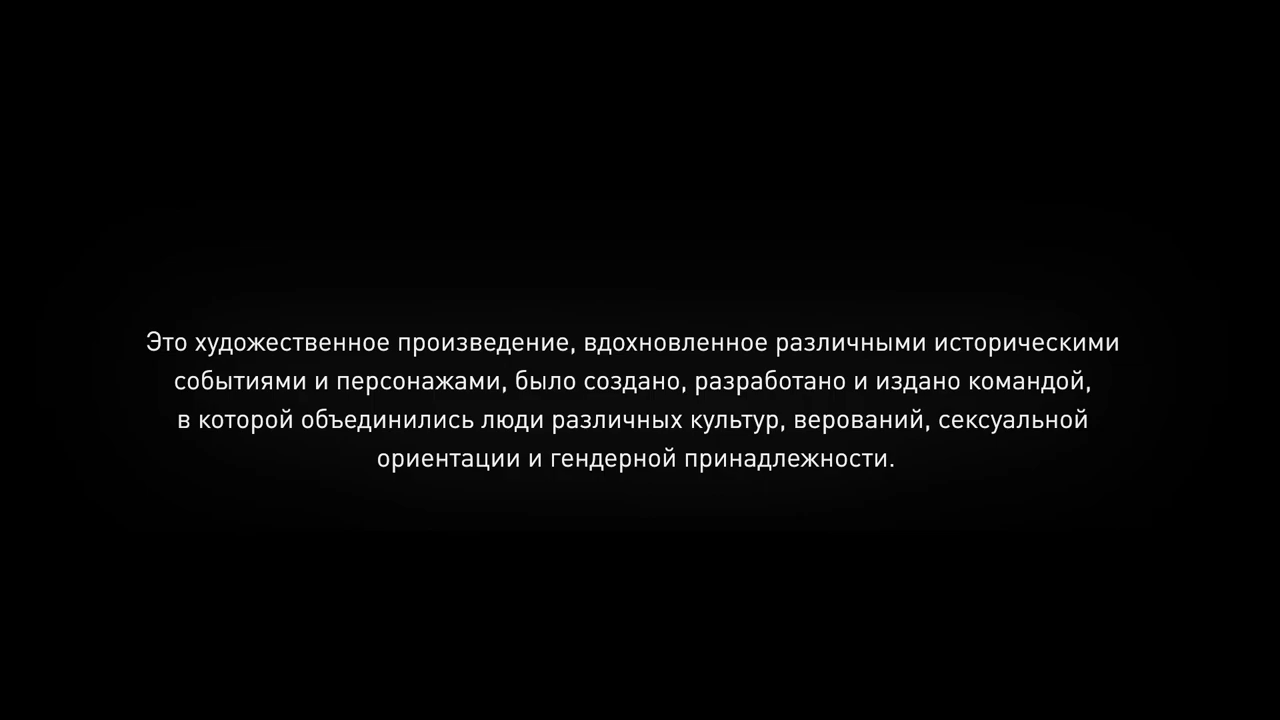 Это художественное произведение, вдохновленное различными историческими
событиями и персонажами, было создано, разработано и издано командой,
в которой объединились люди различных культур, верований, сексуальной
ориентации и гендерной принадлежности.